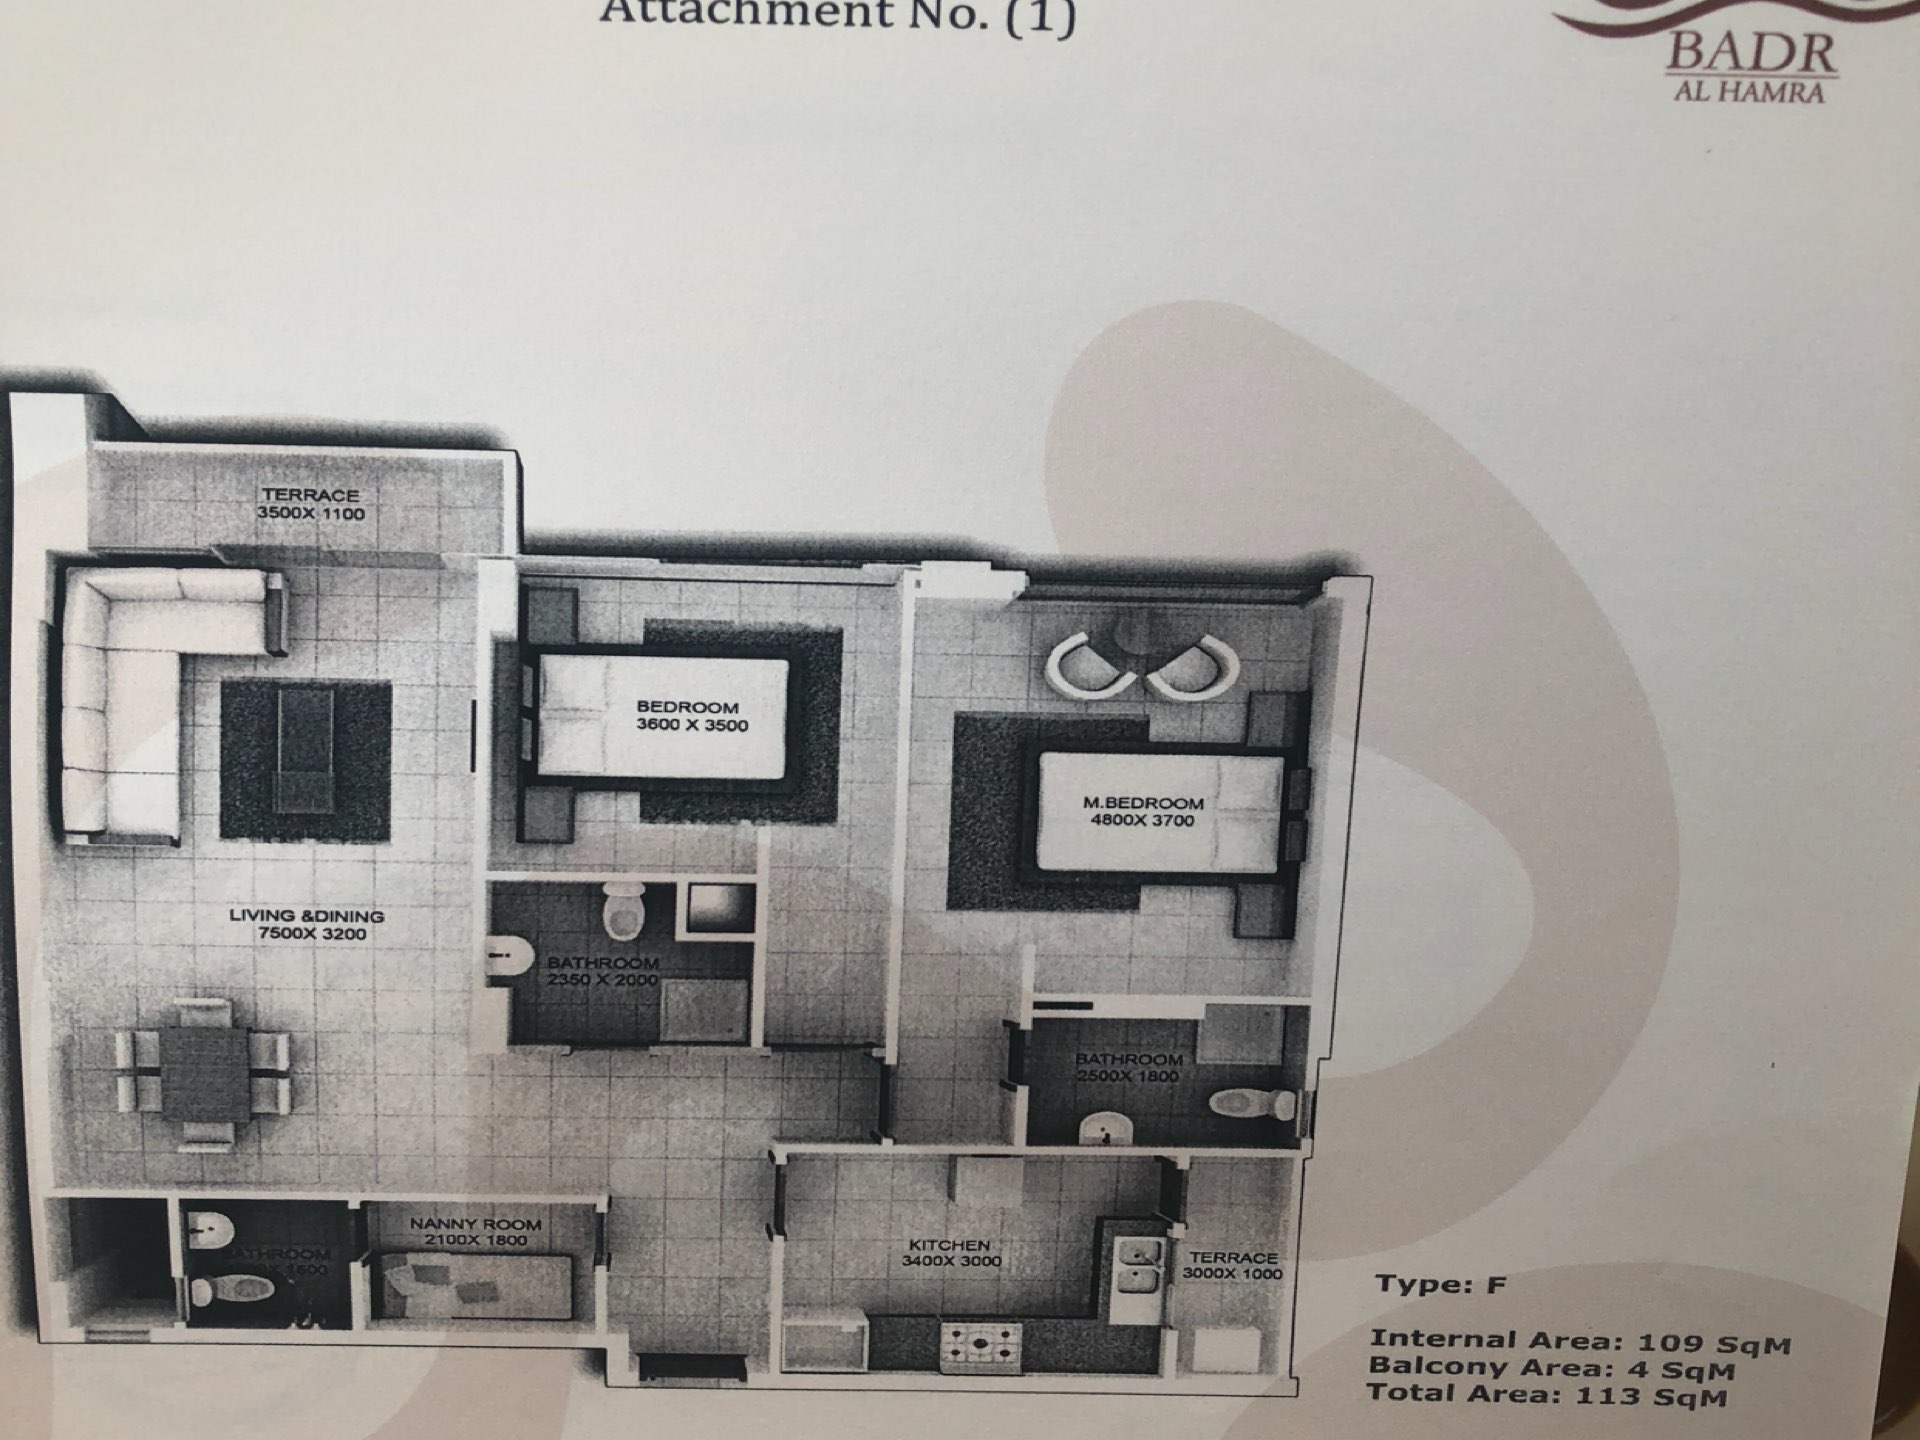 Attachment No. (1)
BADR
AL HAMRA
TERRACE
3500X 1100
BEDROOM
3600 X 3500
M.BEDROOM
4800X 3700
LIVING &DINING
7500X 3200
BATHROOM
2350 X 2000
BATHROOM
2500X 1800
NANNY ROOM
2100X 1800
BATHROOM
KITCHEN
3400X 3000
TERRACE
3000X 1000
Type: F
Internal Area: 109 SqM
Balcony Area: 4 SqM
Total Area: 113 SqM